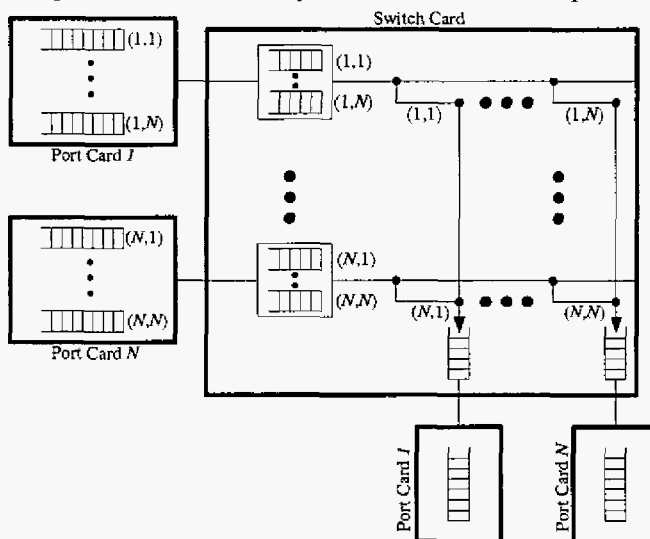 Switch Card
(1,1)
(1,N)
Port Card 1
(1,1)
(1,N)
(1,1)
(1,N)
(N,1)
(N,N)
Port Card N
(N,1)
(N,N)
(N,1)
(N,N)
Port Card 1
Port Card N